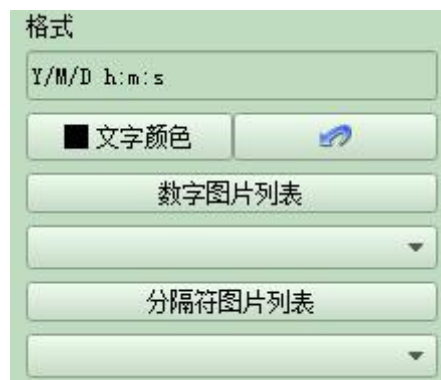 格式
Y/M/D h:m:s
文字颜色
数字图片列表
分隔符图片列表